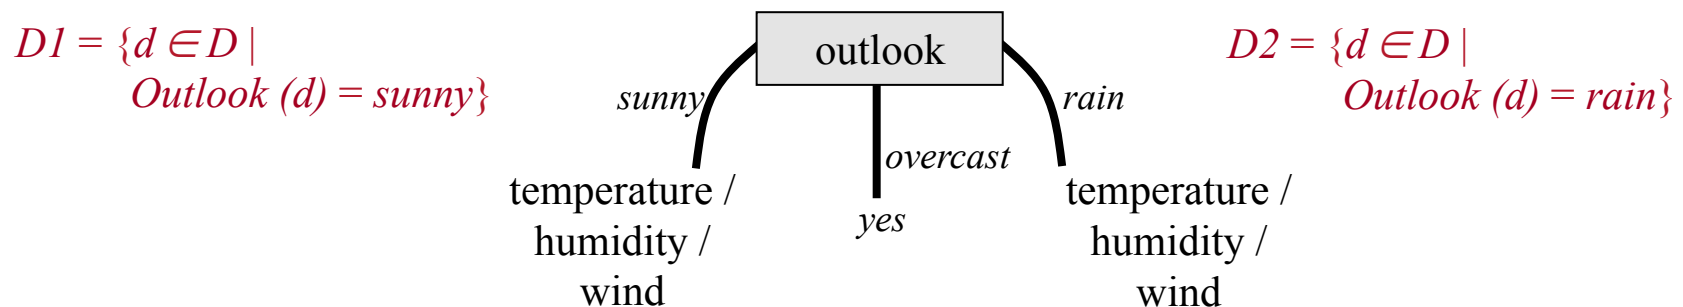 D1 = {d ∈ D |
Outlook (d) = sunny}
outlook
D2 = {d ∈ D |
Outlook (d) = rain}
sunny
rain
overcast
temperature /
humidity /
wind
yes
temperature /
humidity /
wind